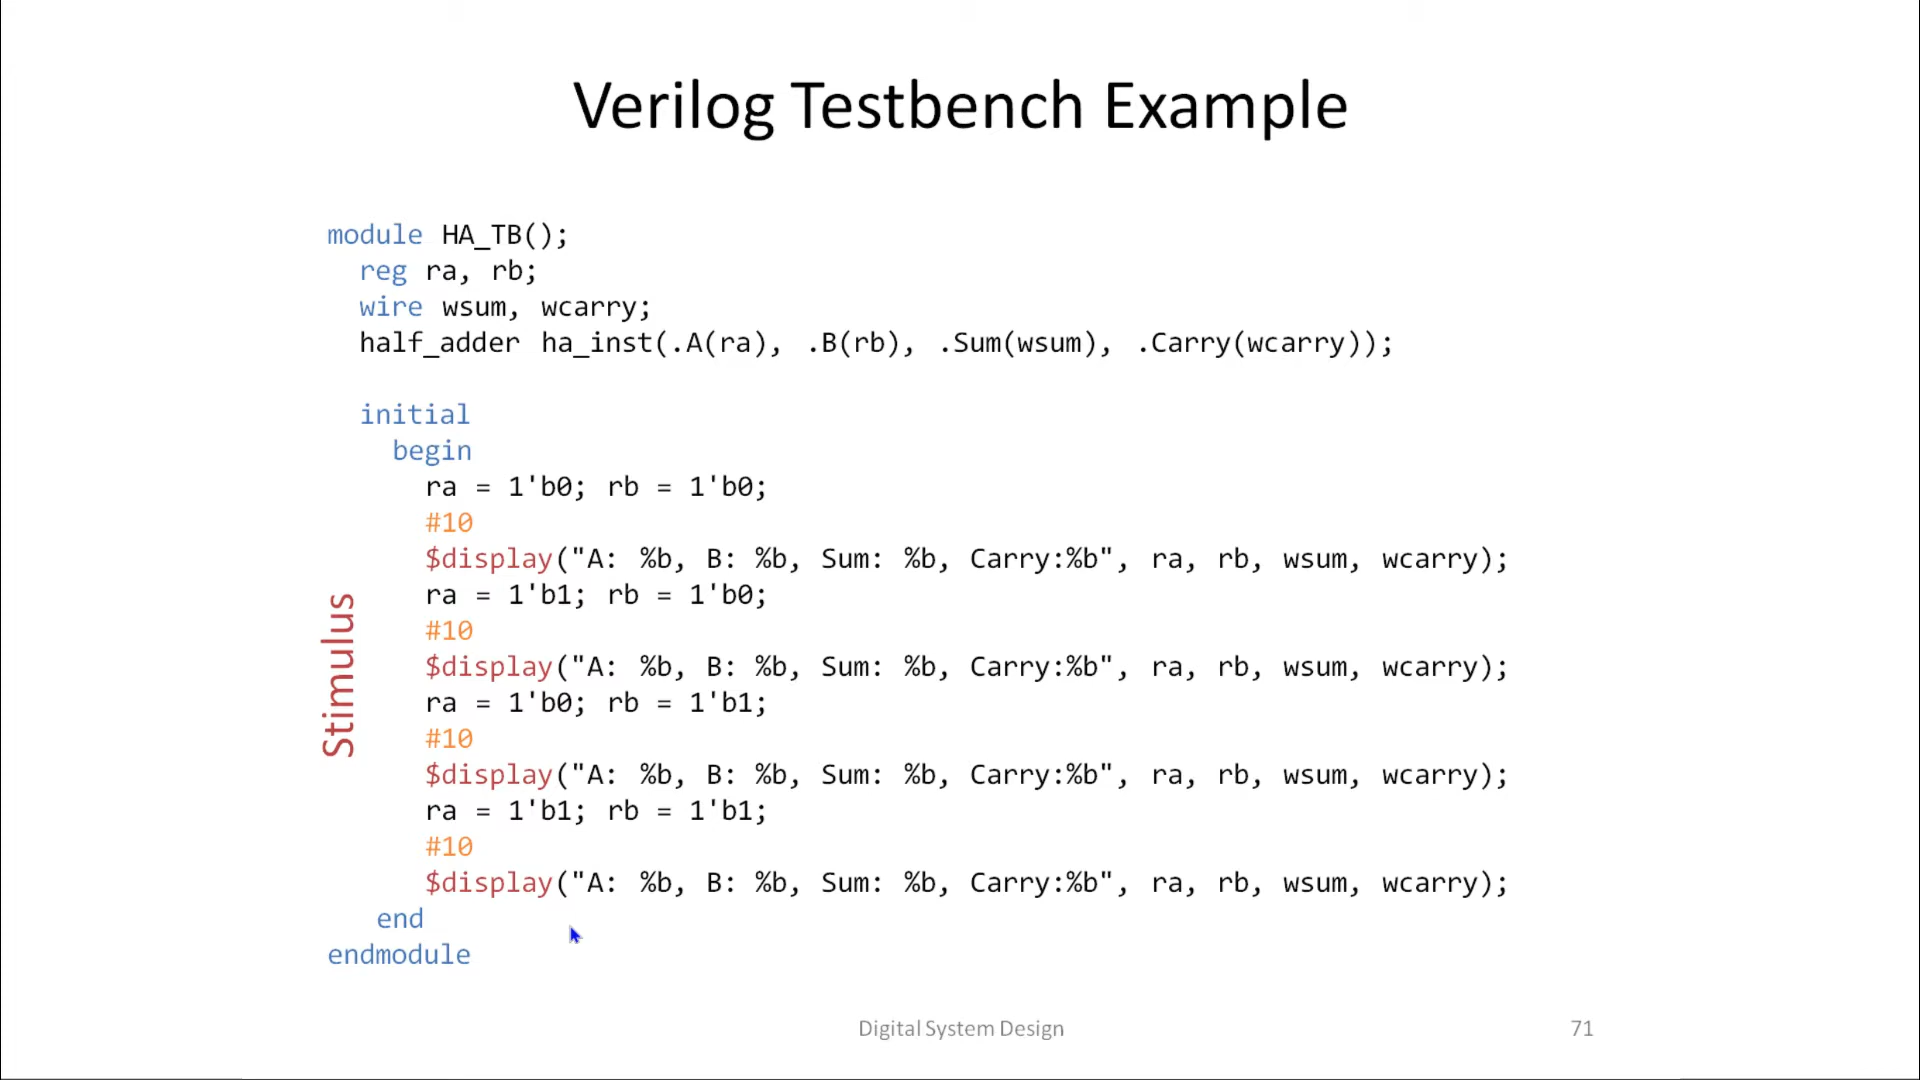 Verilog Testbench Example
module HA_TB();
reg ra, rb;
wire wsum, wcarry;
half_adder ha_inst(.A(ra), .B(rb), .Sum(wsum), .Carry(wcarry));
initial
begin
ra = 1'b0; rb = 1'b0;
#10
$display("A: %b, B: %b, Sum: %b, Carry:%b", ra, rb, wsum, wcarry);
ra = 1'b1; rb = 1'b0;
#10
$display("A: %b, B: %b, Sum: %b, Carry:%b", ra, rb, wsum, wcarry);
ra = 1'b0; rb = 1'b1;
#10
$display("A: %b, B: %b, Sum: %b, Carry:%b", ra, rb, wsum, wcarry);
ra = 1'b1; rb = 1'b1;
#10
$display("A: %b, B: %b, Sum: %b, Carry:%b", ra, rb, wsum, wcarry);
end
endmodule
Stimulus
Digital System Design
71